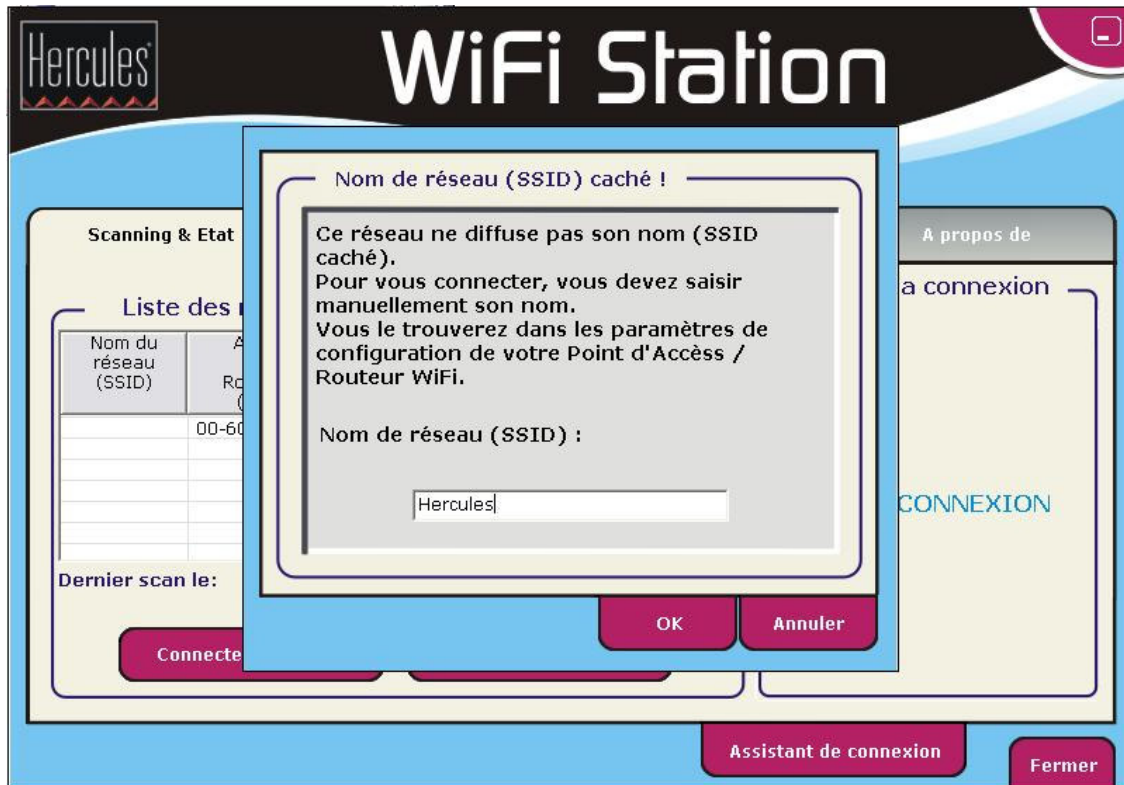 Hercules
WiFi Station
Nom de réseau (SSID) caché !
Scanning & Etat
Ce réseau ne diffuse pas son nom (SSID
caché).
Pour vous connecter, vous devez saisir
manuellement son nom.
Vous le trouverez dans les paramètres de
configuration de votre Point d'Accèss /
Routeur WiFi.
Nom de réseau (SSID) :
Hercules
OK
Annuler
A propos de
Liste des
a connexion
Nom du
réseau
(SSID)
00-60
CONNEXION
Dernier scan le:
Connecte
Assistant de connexion
Fermer